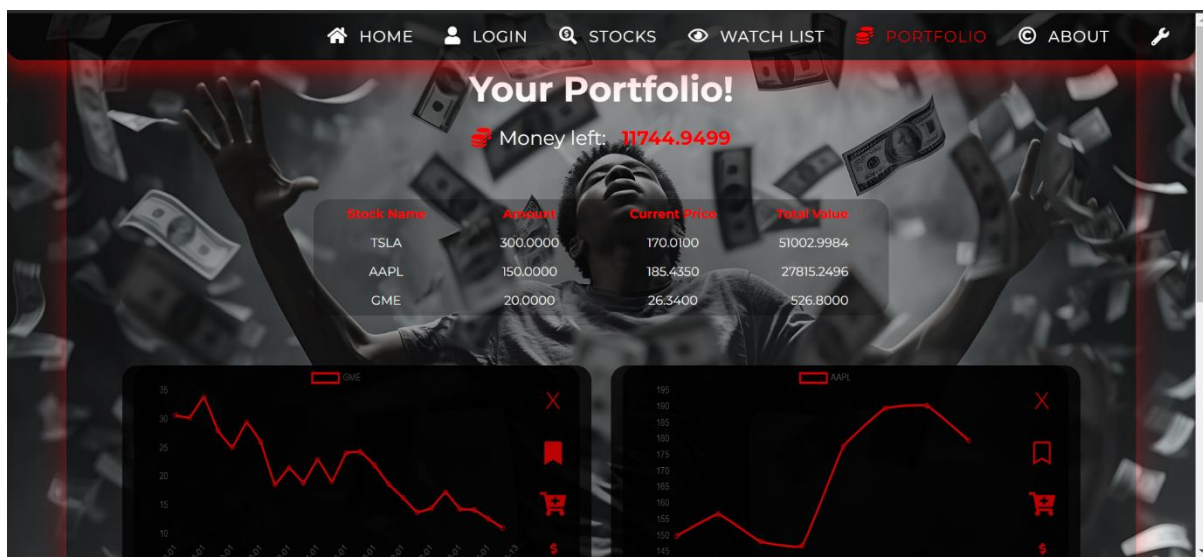 HOME LOGIN STOCKS WATCH LIST PORTFOLIO ABOUT
Your Portfolio!
Money left: 11744.9499
Stock Name Amount Current Price Total Value
TSLA 300.0000 170.0100 51002.9984
AAPL 150.0000 185.4350 27815.2496
GME 20.0000 26.3400 526.8000
GME
35
30
25
20
15
10
AAPL
195
190
185
180
175
170
165
160
155
150
145